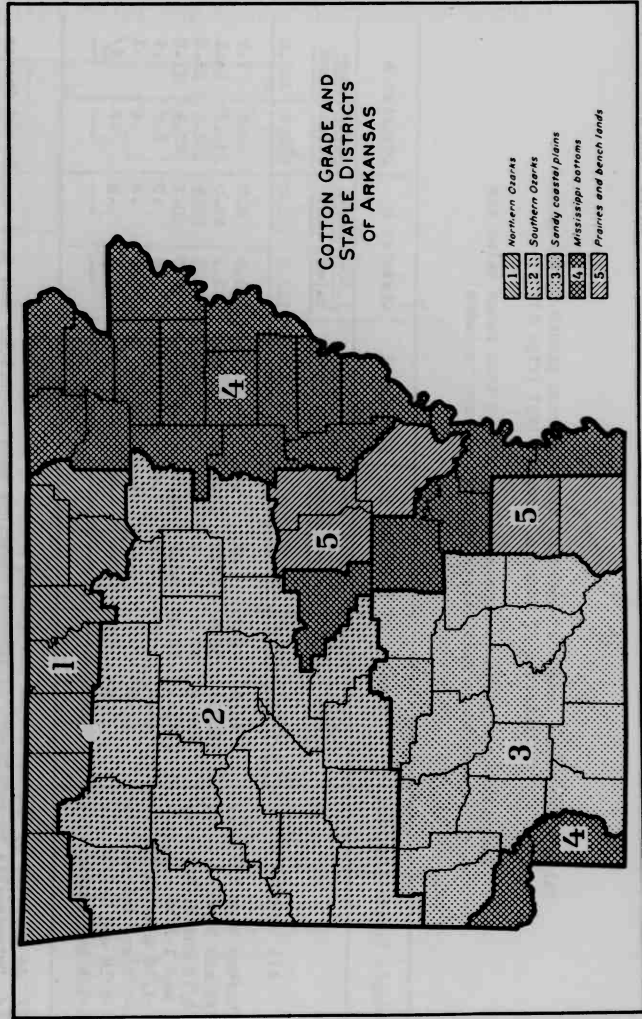 COTTON GRADE AND
STAPLE DISTRICTS
OF ARKANSAS
1 Northern Ozarks
2 Southern Ozarks
3 Sandy coastal plains
4 Mississippi bottoms
5 Prairies and bench lands
1
2
3
4
4
5
5